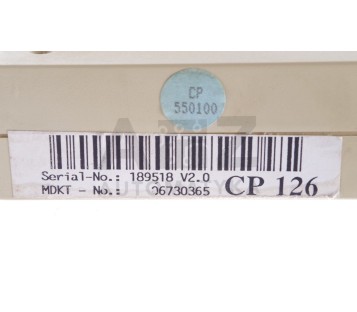 CP
550100
Serial-No.: 189518 V2.0
MDKT - No.: 06730365
CP 126